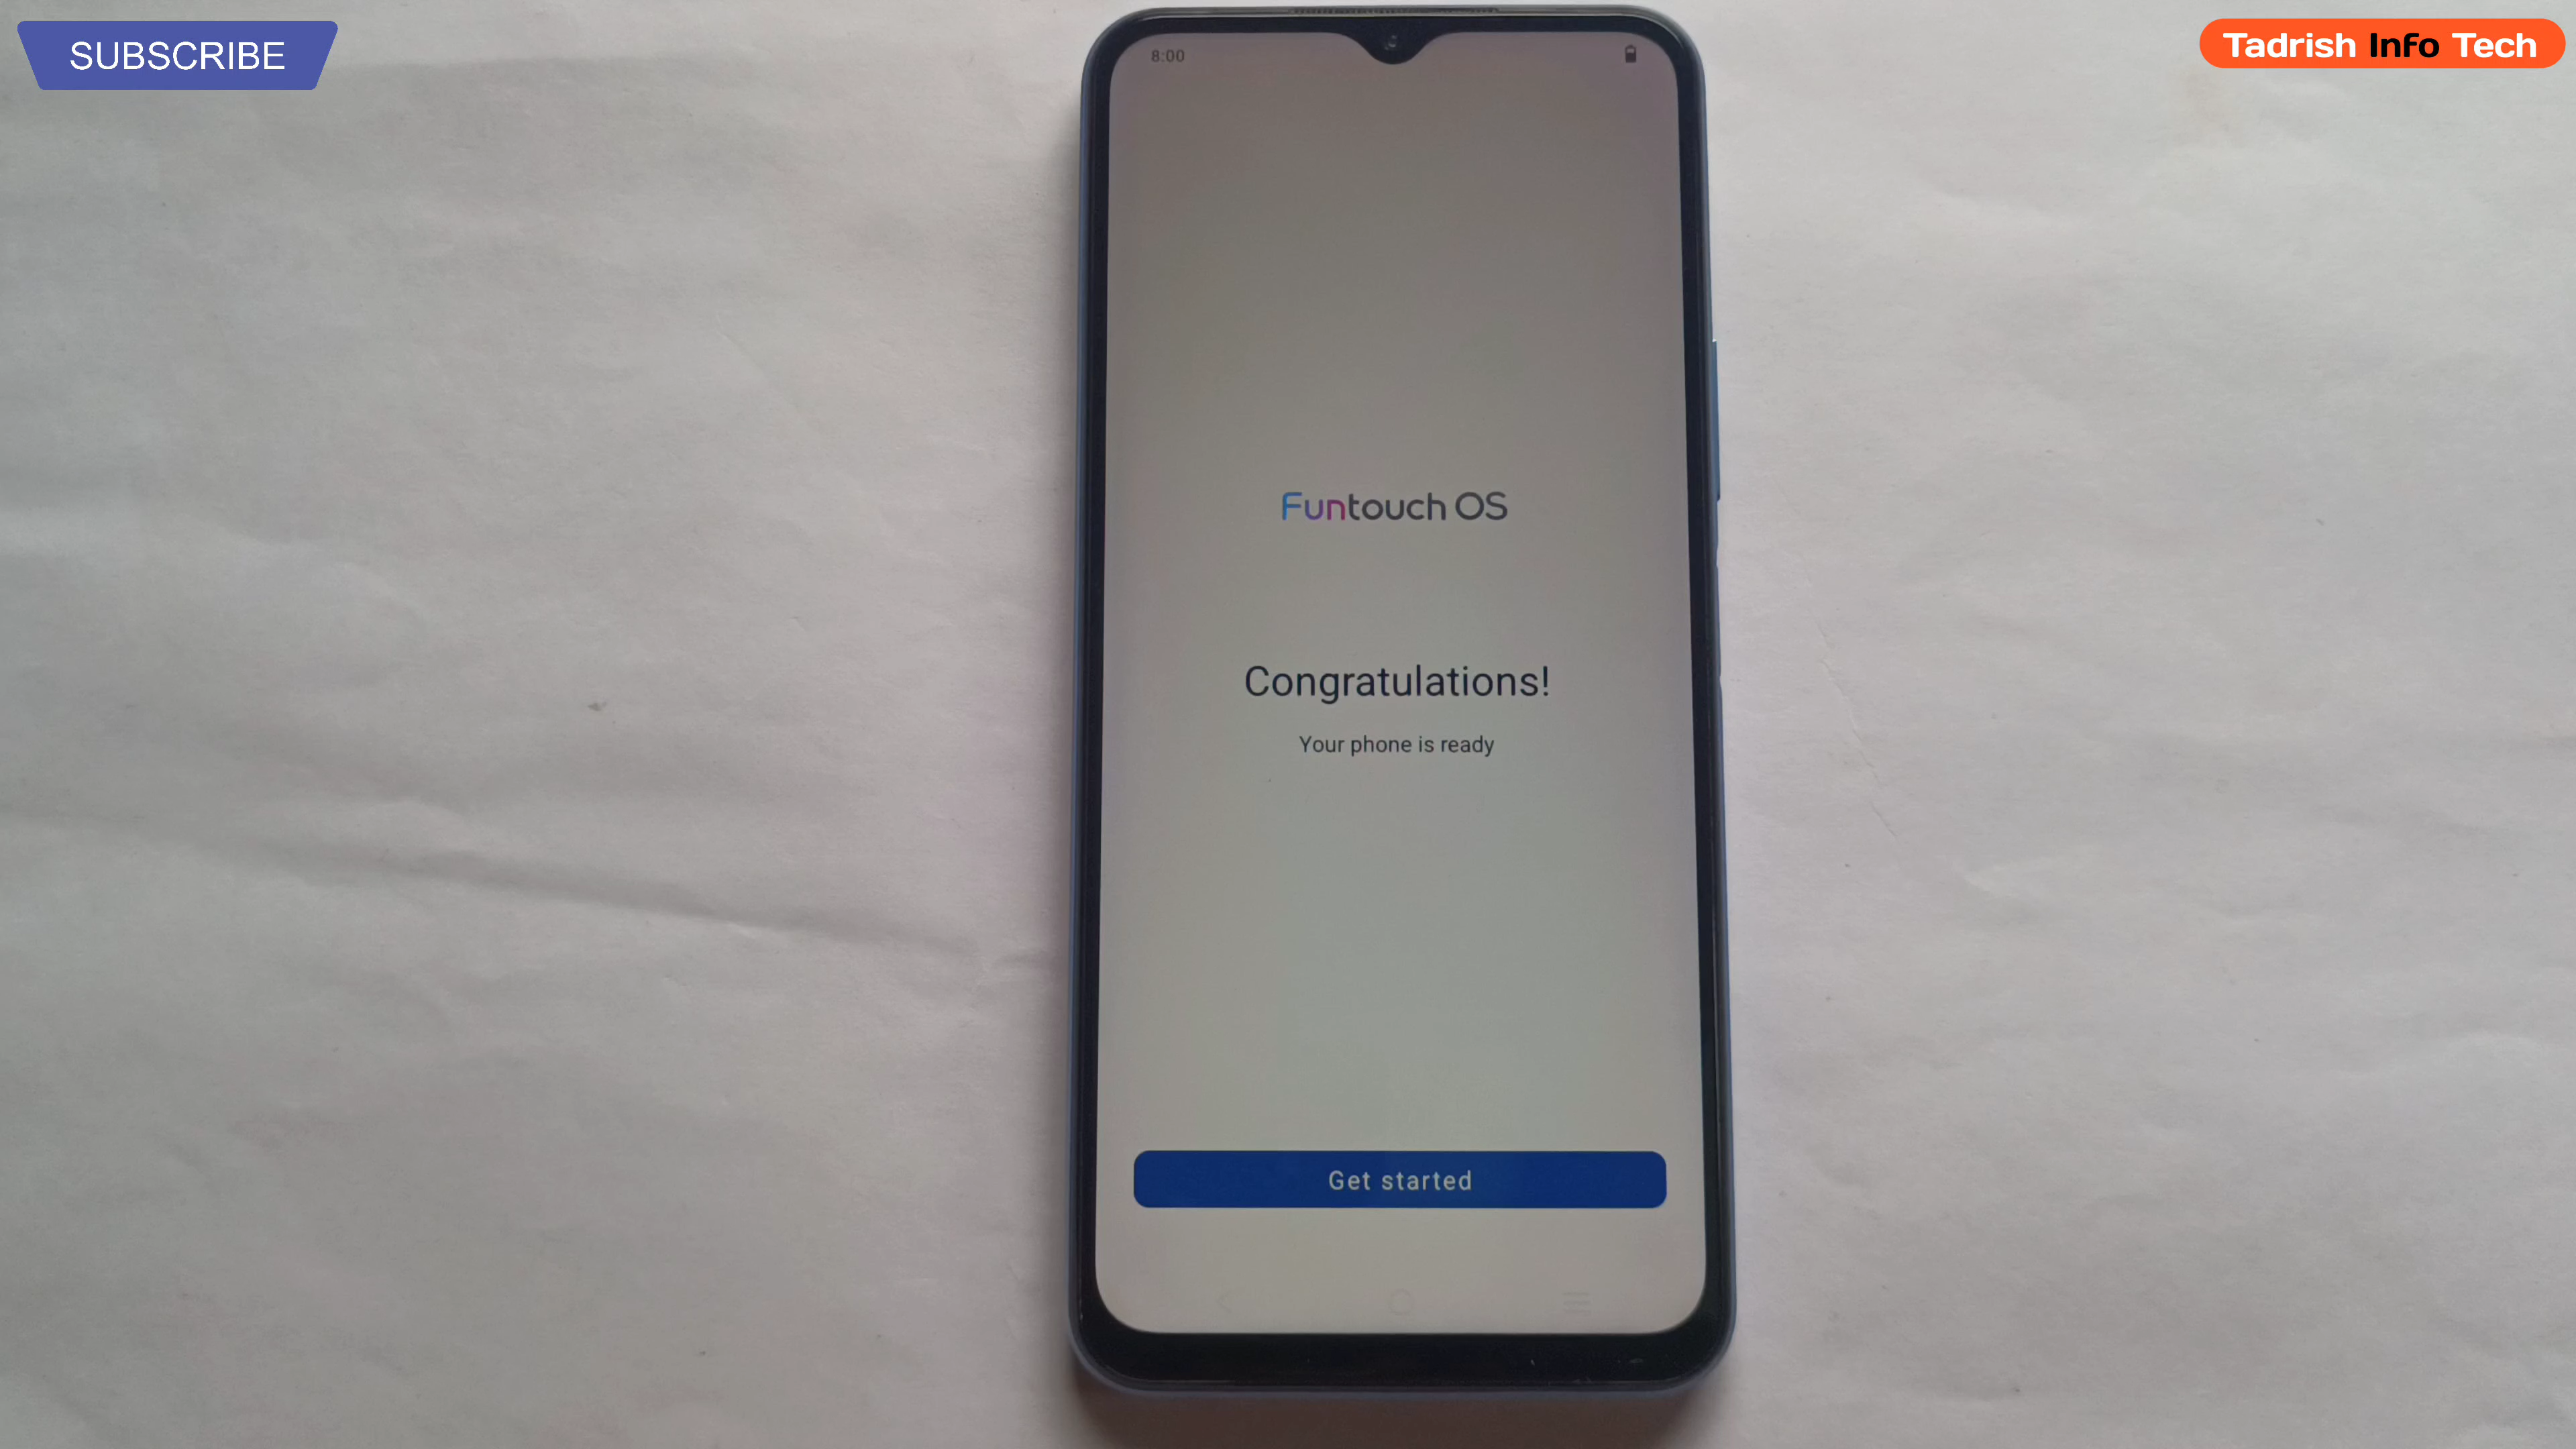 SUBSCRIBE
Tadrish Info Tech
8:00
Funtouch OS
Congratulations!
Your phone is ready
Get started